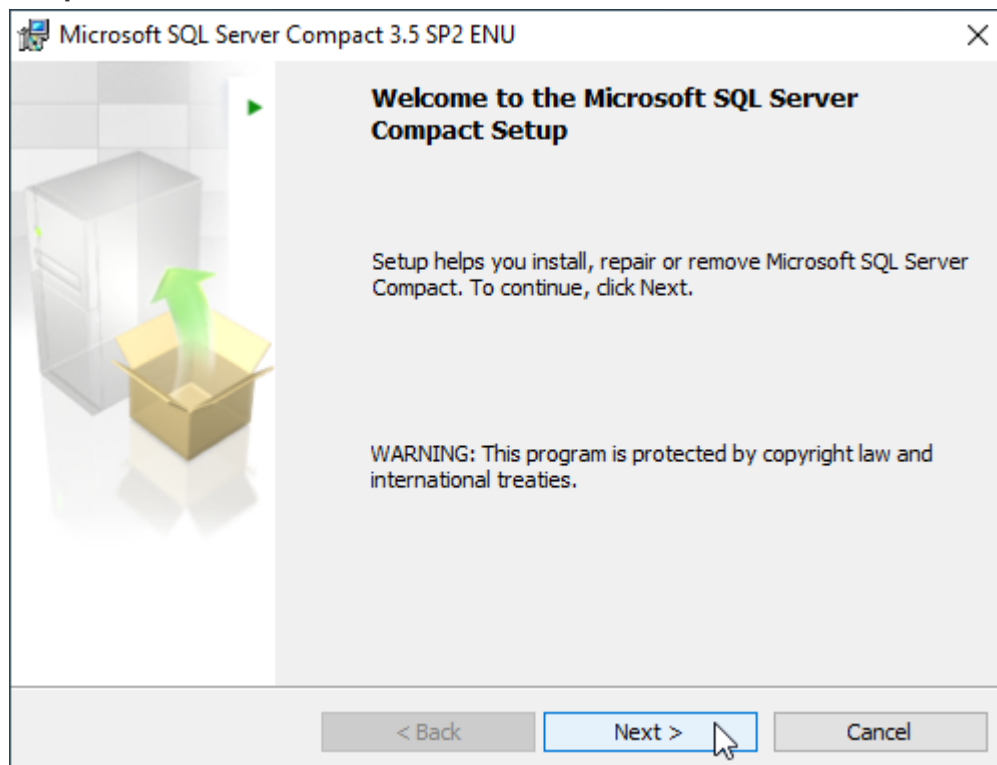 Microsoft SQL Server Compact 3.5 SP2 ENU
Welcome to the Microsoft SQL Server
Compact Setup
Setup helps you install, repair or remove Microsoft SQL Server
Compact. To continue, click Next.
WARNING: This program is protected by copyright law and
international treaties.
< Back
Next >
Cancel